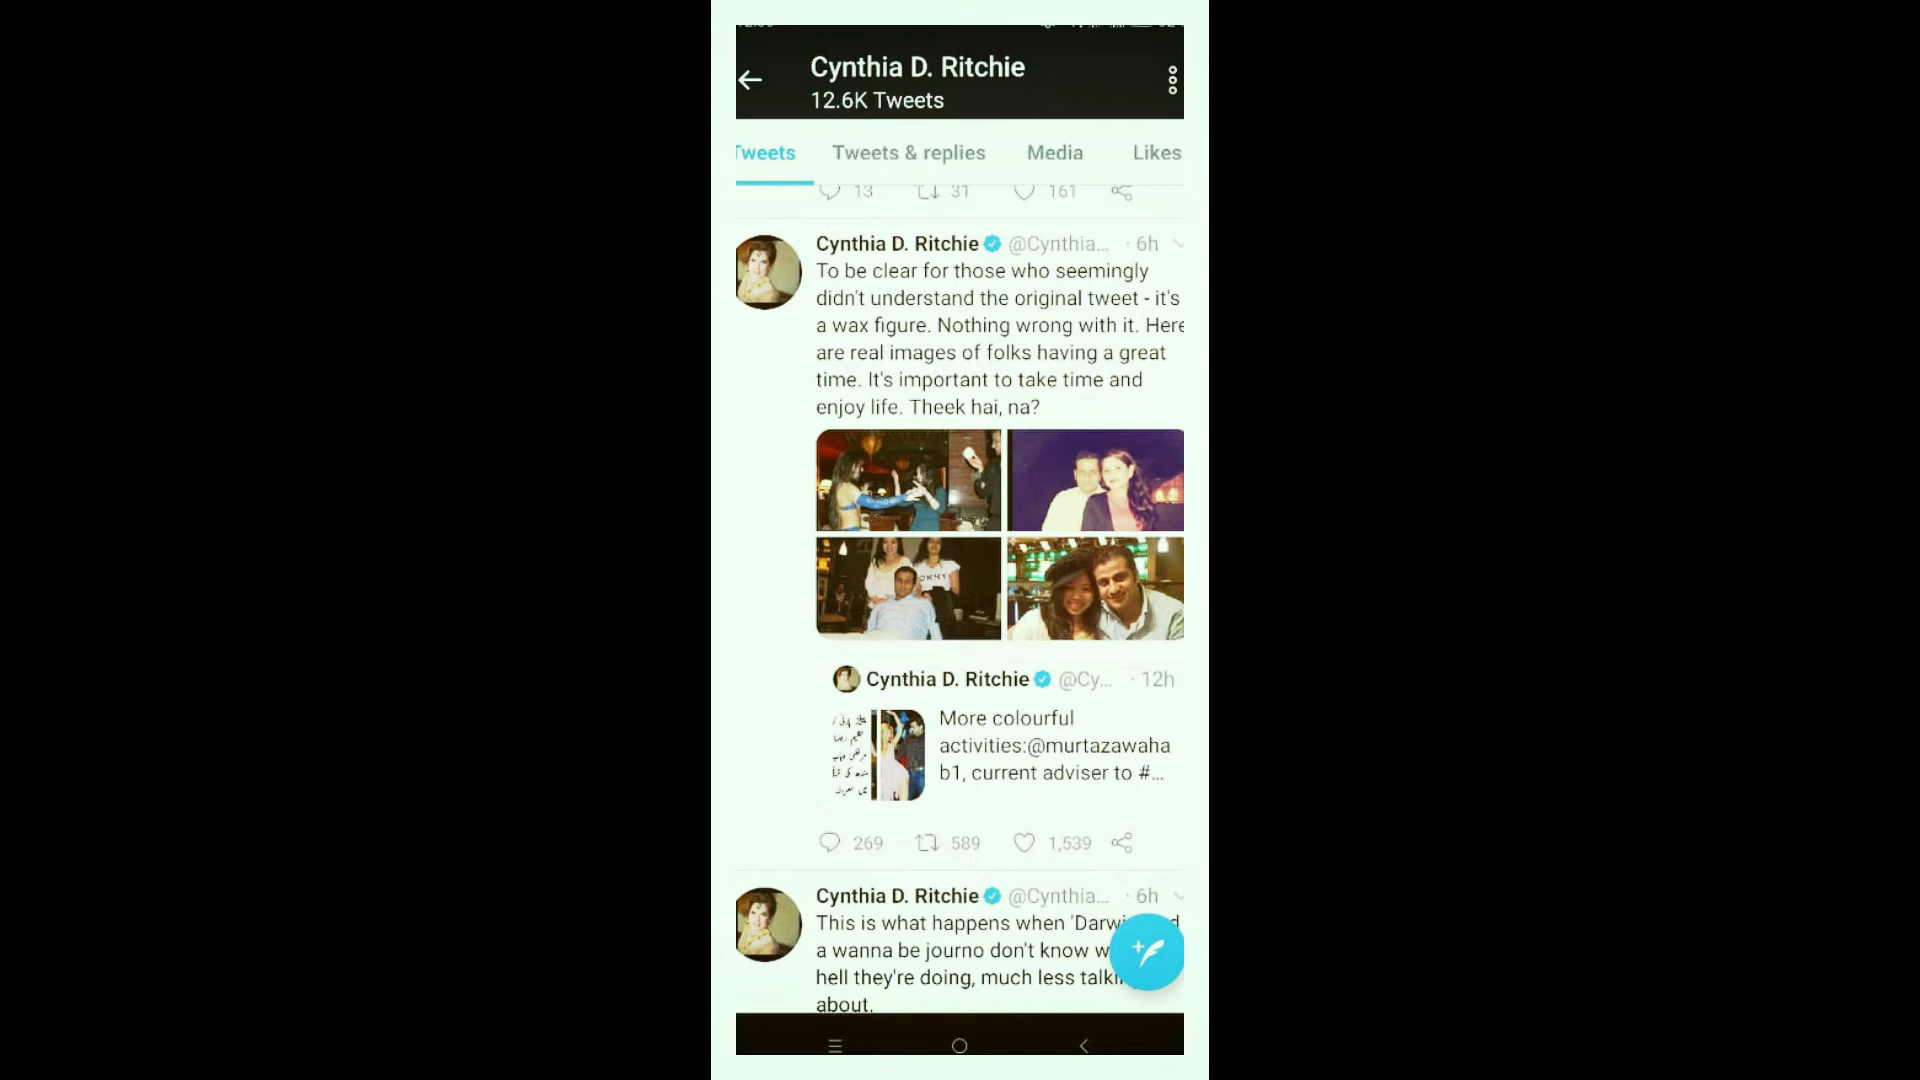 Cynthia D. Ritchie
12.6K Tweets
Tweets Tweets & replies Media Likes
13 31 161
Cynthia D. Ritchie @Cynthia... · 6h
To be clear for those who seemingly
didn't understand the original tweet - it's
a wax figure. Nothing wrong with it. Here
are real images of folks having a great
time. It's important to take time and
enjoy life. Theek hai, na?
DKNY
Cynthia D. Ritchie @Cy... · 12h
More colourful
activities:@murtazawaha
b1, current adviser to #...
269 589 1,539
Cynthia D. Ritchie @Cynthia... · 6h
This is what happens when 'Darwi
a wanna be journo don't know w
hell they're doing, much less talki
about.